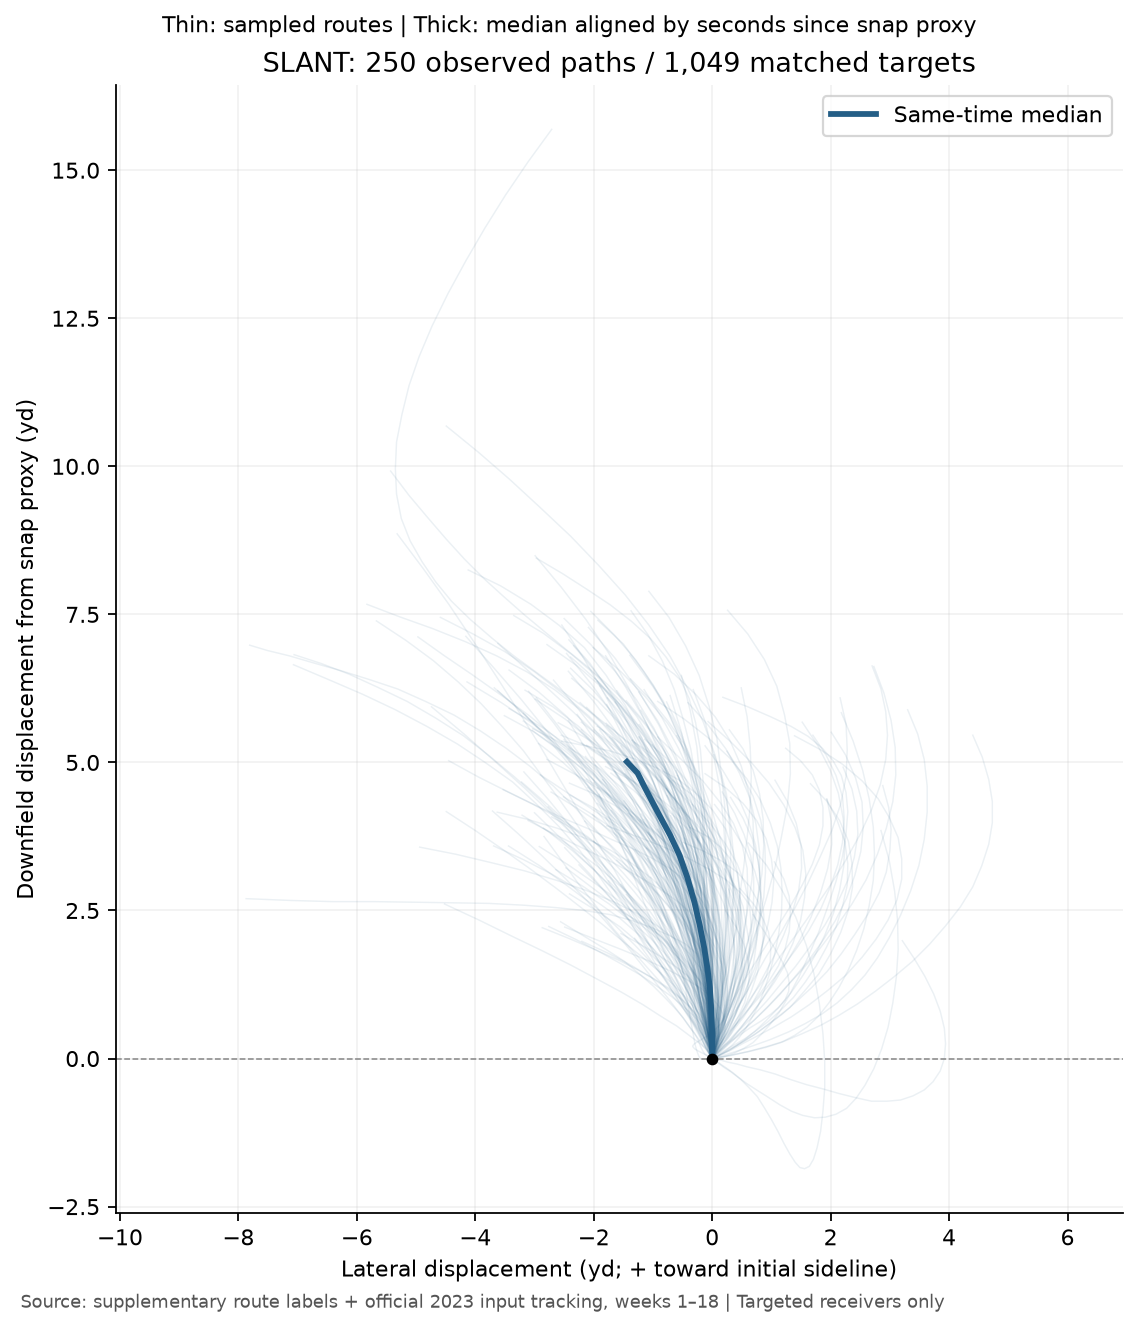 Thin: sampled routes | Thick: median aligned by seconds since snap proxy
SLANT: 250 observed paths / 1,049 matched targets
Same-time median
15.0
12.5
10.0
7.5
5.0
2.5
0.0
−2.5
Downfield displacement from snap proxy (yd)
−10 −8 −6 −4 −2 0 2 4 6
Lateral displacement (yd; + toward initial sideline)
Source: supplementary route labels + official 2023 input tracking, weeks 1–18 | Targeted receivers only